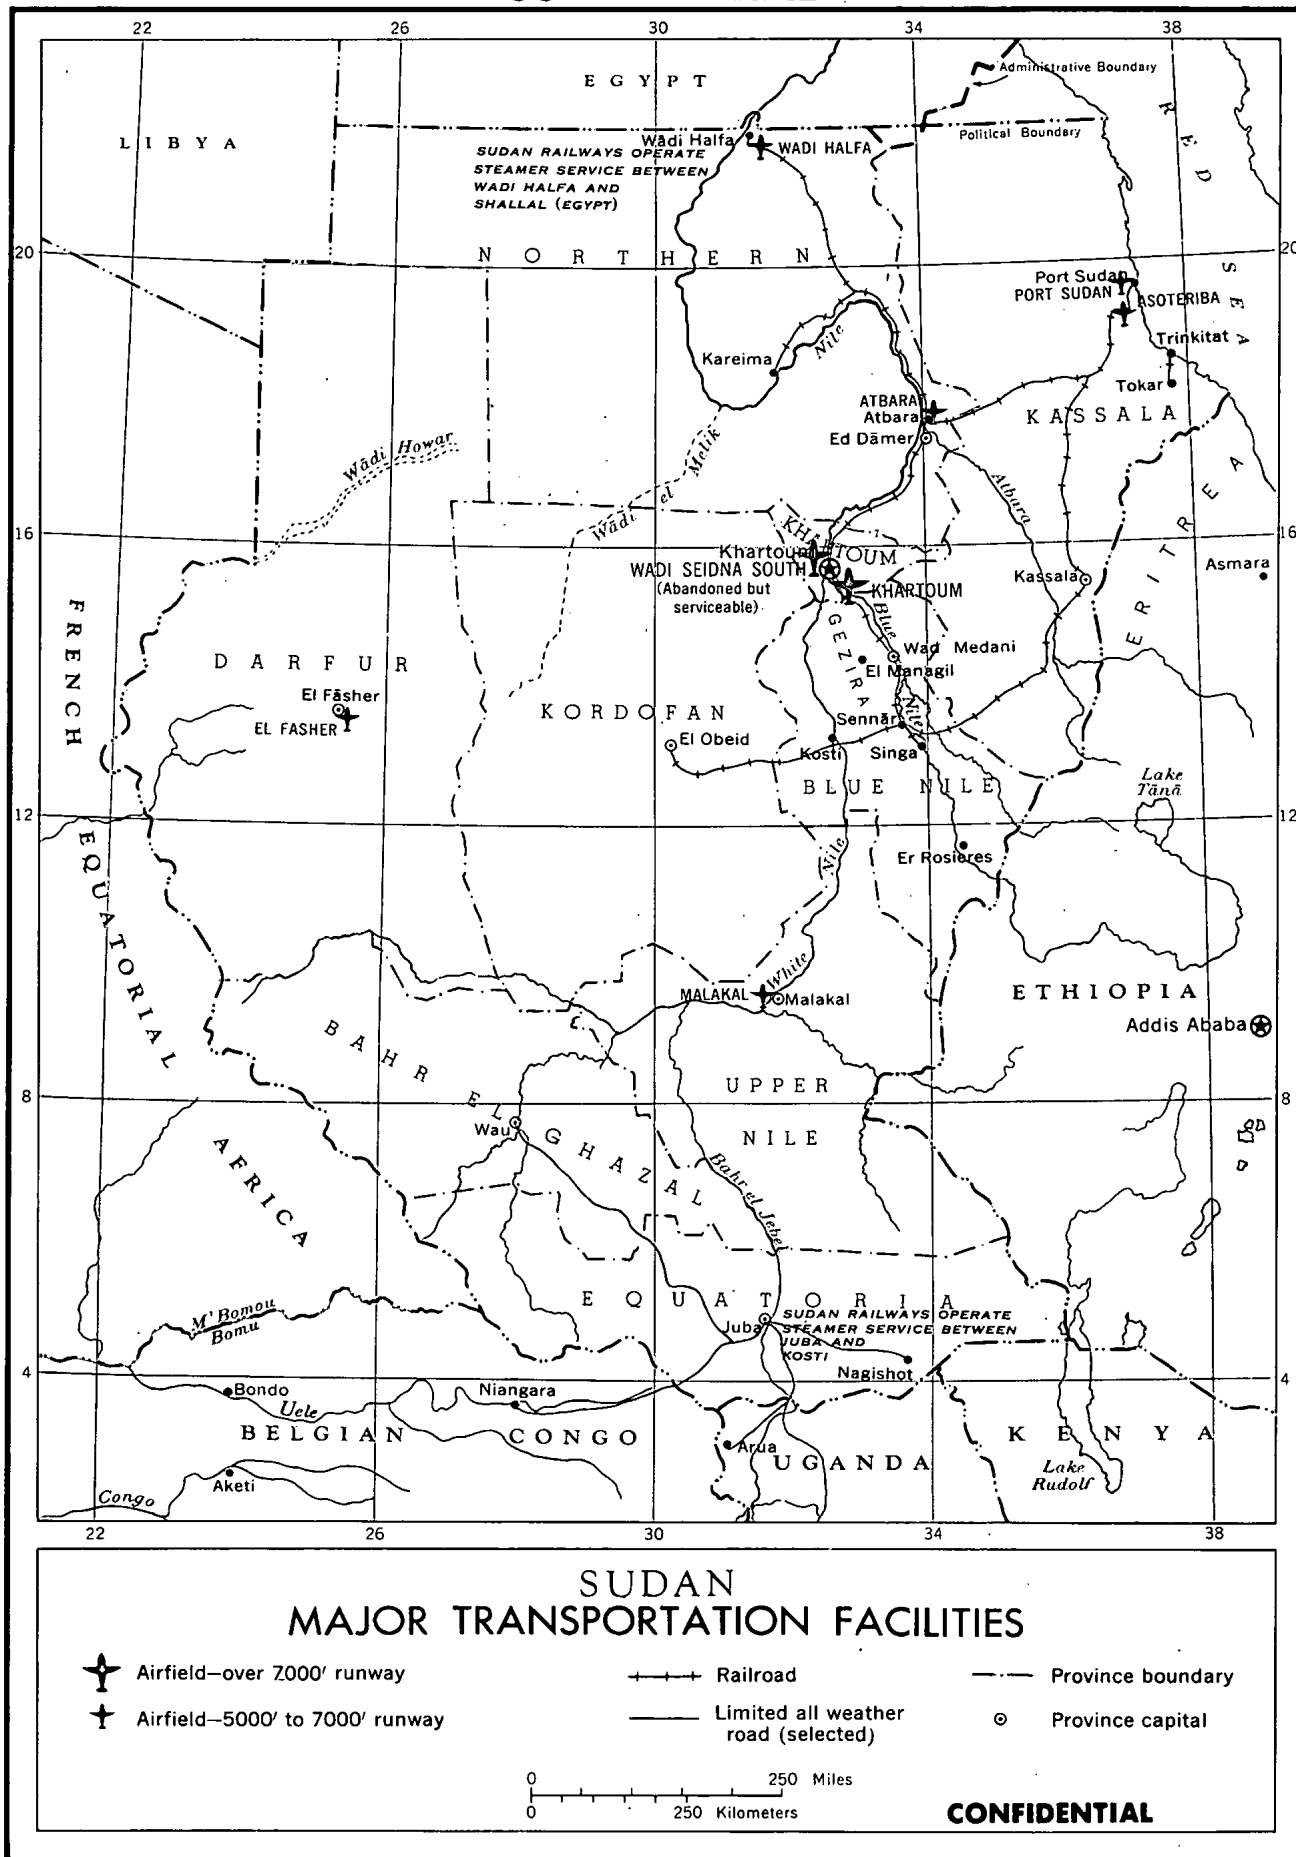 22 26 30 34 38
EGYPT
Administrative Boundary
LIBYA
Political Boundary
RED SEA
Wādi Halfa
WADI HALFA
SUDAN RAILWAYS OPERATE
STEAMER SERVICE BETWEEN
WADI HALFA AND
SHALLAL (EGYPT)
20
20
NORTHERN
Port Sudan
PORT SUDAN
ASOTERIBA
Trinkitat
Tokar
Nile
Kareima
ATBARA
Atbara
Ed Dāmer
KASSALA
Wādi Howar
Wādi el Melik
Atbara
ERITREA
16
16
KHARTOUM
Khartoum
WADI SEIDNA SOUTH
(Abandoned but
serviceable)
KHARTOUM
Kassala
Asmara
FRENCH EQUATORIAL AFRICA
DARFUR
El Fāsher
EL FASHER
GEZIRA
Blue Nile
Wad Medani
El Managil
KORDOFAN
El Obeid
Sennār
Kosti
Singa
BLUE NILE
Lake
Tānā
12
12
Er Rosieres
White Nile
MALAKAL
Malakal
ETHIOPIA
Addis Ababa
BAHR EL GHAZAL
UPPER
NILE
8
8
Wau
Bahr el Jebel
EQUATORIA
M'Bomou
Bomu
Juba
SUDAN RAILWAYS OPERATE
STEAMER SERVICE BETWEEN
JUBA AND
KOSTI
Nagishot
4
4
Bondo
Uele
Niangara
BELGIAN CONGO
Arua
UGANDA
KENYA
Lake
Rudolf
Aketi
Congo
22 26 30 34 38
SUDAN
MAJOR TRANSPORTATION FACILITIES
Airfield—over 7000' runway
Airfield—5000' to 7000' runway
Railroad
Limited all weather
road (selected)
Province boundary
Province capital
0 250 Miles
0 250 Kilometers
CONFIDENTIAL